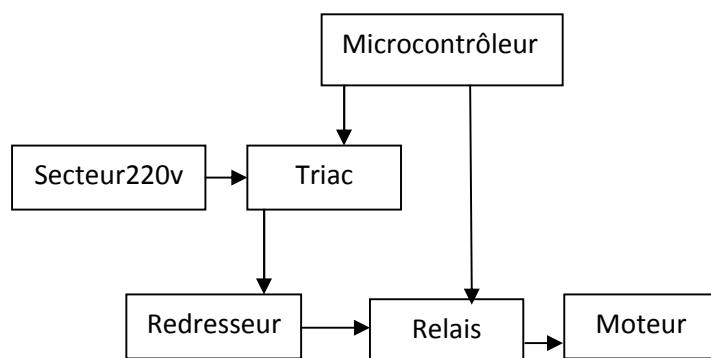 Microcontrôleur
Secteur220v
Triac
Redresseur
Relais
Moteur